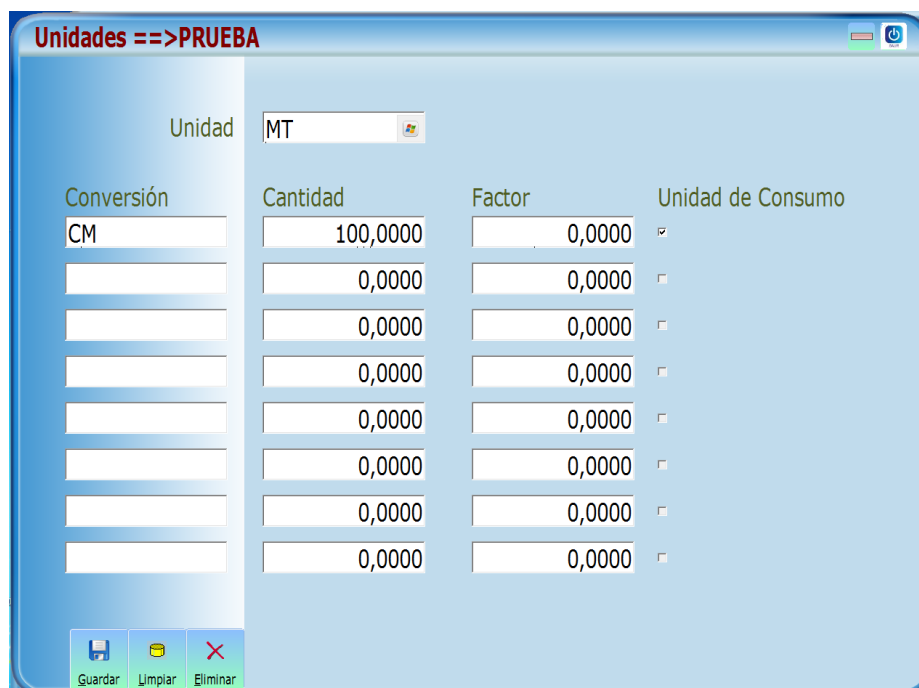 Unidades ==>PRUEBA
Unidad MT
Conversión Cantidad Factor Unidad de Consumo
CM 100,0000 0,0000
0,0000 0,0000
0,0000 0,0000
0,0000 0,0000
0,0000 0,0000
0,0000 0,0000
0,0000 0,0000
0,0000 0,0000
Guardar Limpiar Eliminar